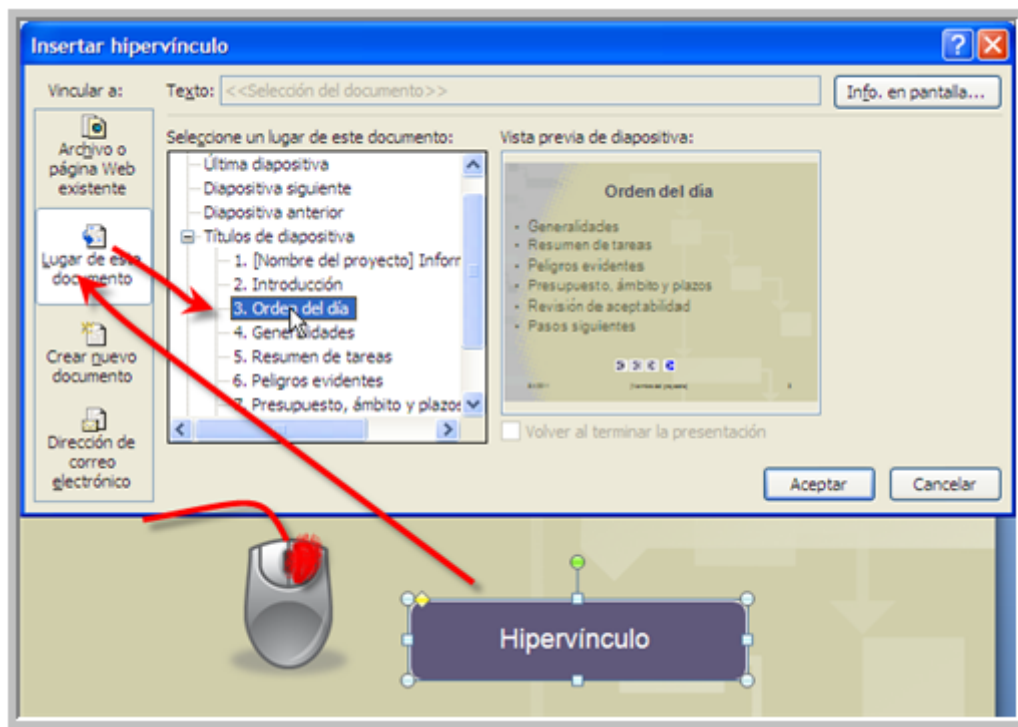 Insertar hipervínculo
Vincular a:
Texto: <<Selección del documento>>
Info. en pantalla...
Archivo o
página Web
existente
Lugar de este
documento
Crear nuevo
documento
Dirección de
correo
electrónico
Seleccione un lugar de este documento:
Última diapositiva
Diapositiva siguiente
Diapositiva anterior
Títulos de diapositiva
1. [Nombre del proyecto] Inforr
2. Introducción
3. Orden del día
4. Generalidades
5. Resumen de tareas
6. Peligros evidentes
7. Presupuesto, ámbito y plazos
Vista previa de diapositiva:
Orden del día
• Generalidades
• Resumen de tareas
• Peligros evidentes
• Presupuesto, ámbito y plazos
• Revisión de aceptabilidad
• Pasos siguientes
Volver al terminar la presentación
Aceptar
Cancelar
Hipervínculo